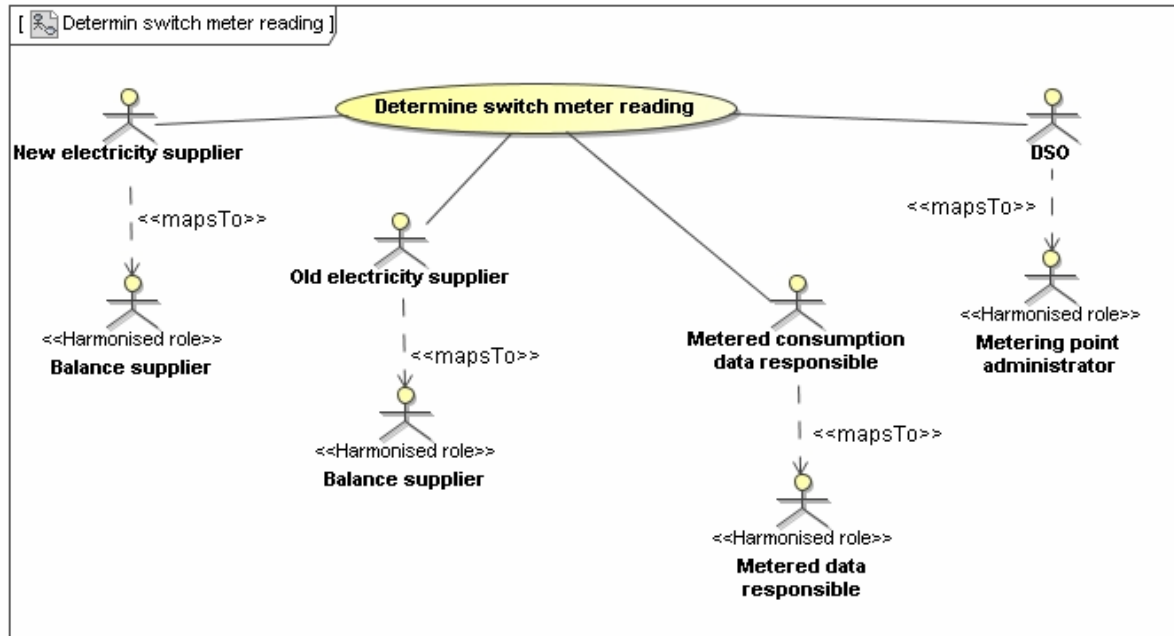 [ Determin switch meter reading ]
Determine switch meter reading
New electricity supplier
DSO
<<mapsTo>>
<<mapsTo>>
Old electricity supplier
<<Harmonised role>>
Balance supplier
<<Harmonised role>>
Metering point
administrator
Metered consumption
data responsible
<<mapsTo>>
<<mapsTo>>
<<Harmonised role>>
Balance supplier
<<Harmonised role>>
Metered data
responsible